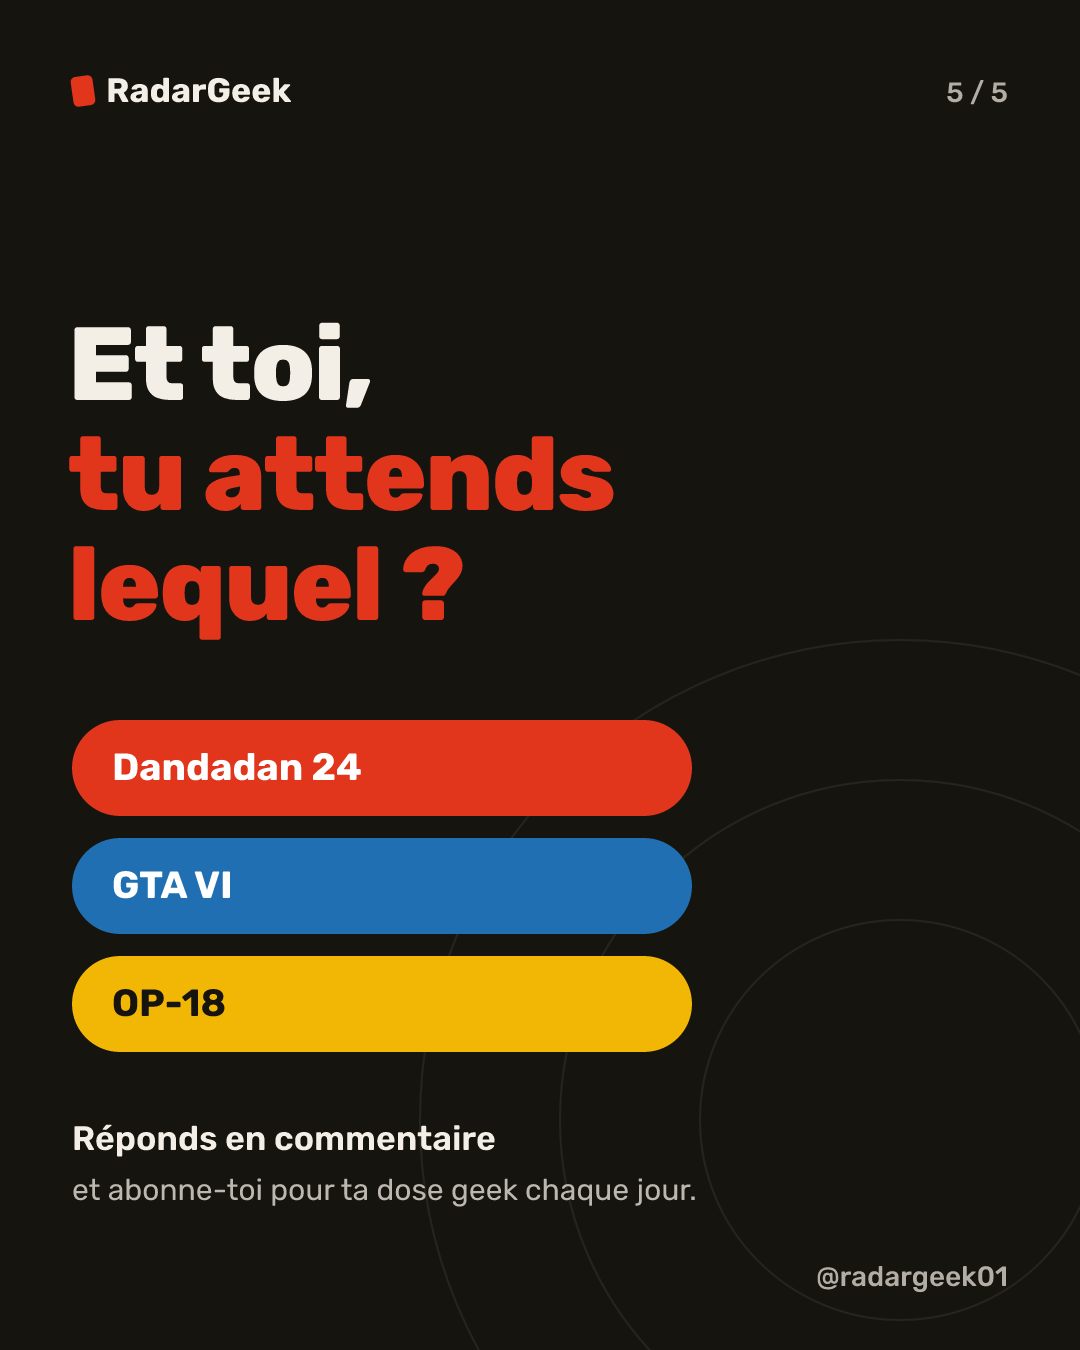 RadarGeek
5 / 5
Et toi,
tu attends
lequel ?
Dandadan 24
GTA VI
OP-18
Réponds en commentaire
et abonne-toi pour ta dose geek chaque jour.
@radargeek01